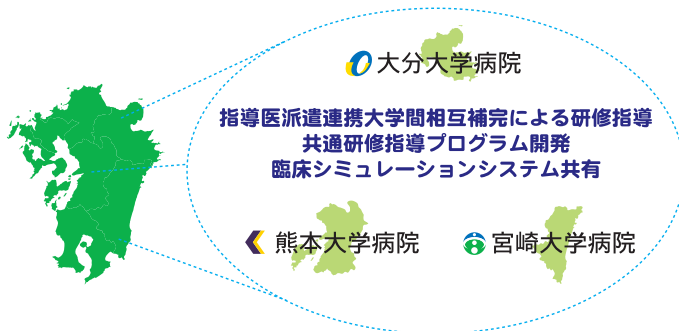 大分大学病院
指導医派遣連携大学間相互補完による研修指導
共通研修指導プログラム開発
臨床シミュレーションシステム共有
熊本大学病院
宮崎大学病院